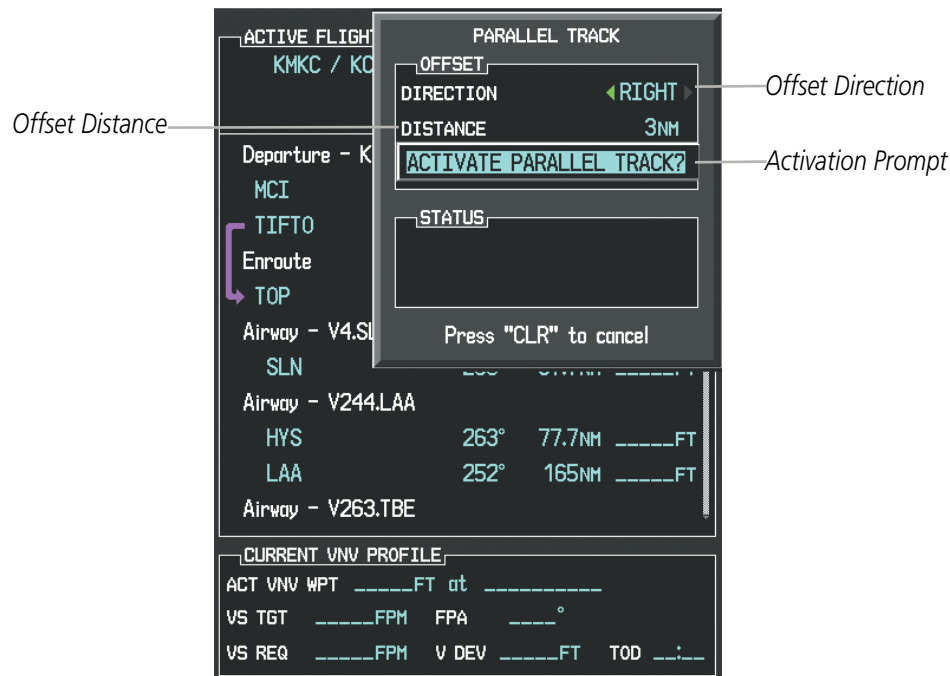 ACTIVE FLIGHT
KMKC / KC
PARALLEL TRACK
OFFSET
DIRECTION RIGHT
DISTANCE 3NM
ACTIVATE PARALLEL TRACK?
STATUS
Press "CLR" to cancel
Offset Direction
Offset Distance
Activation Prompt
Departure - K
MCI
TIFTO
Enroute
TOP
Airway - V4.SL
SLN
Airway - V244.LAA
HYS 263° 77.7NM _____FT
LAA 252° 165NM _____FT
Airway - V263.TBE
CURRENT VNV PROFILE
ACT VNV WPT _____FT at __________
VS TGT _____FPM FPA ____°
VS REQ _____FPM V DEV _____FT TOD __:__